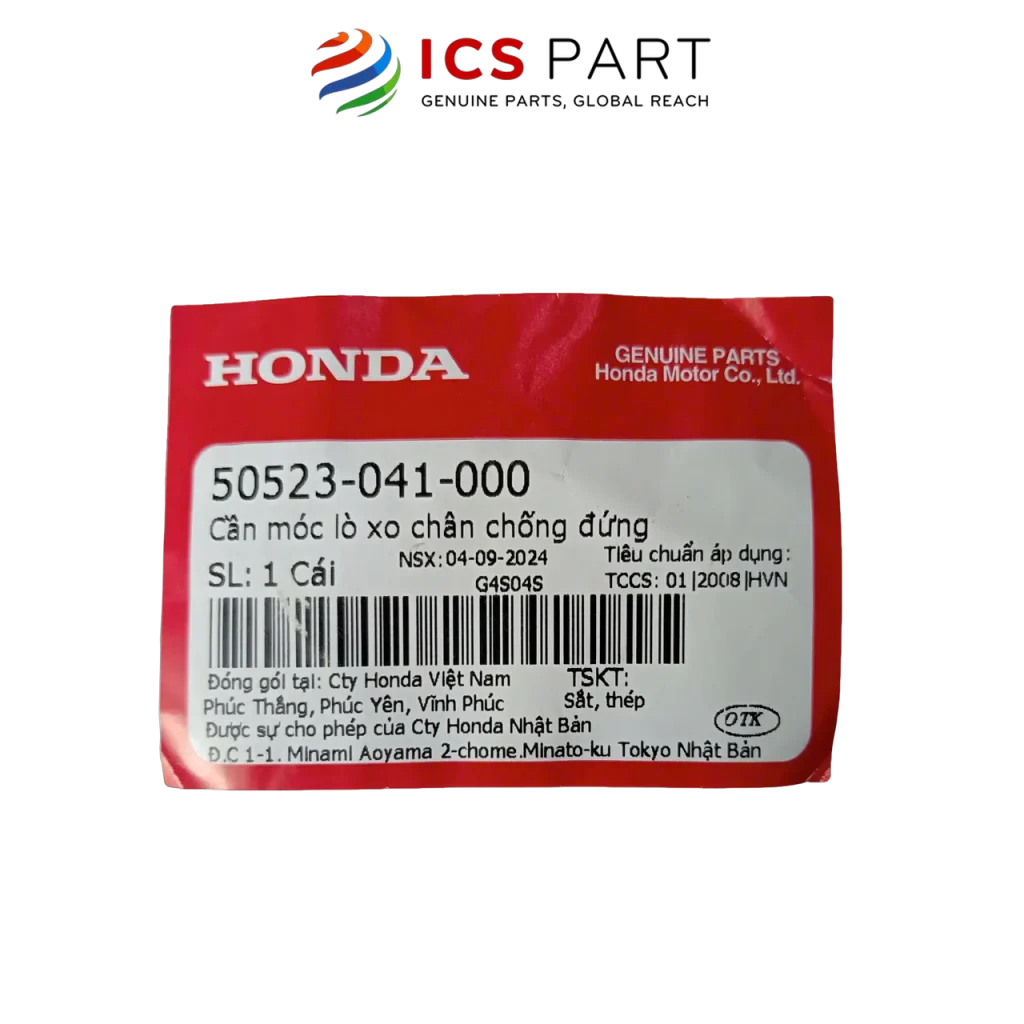 ICS PART
GENUINE PARTS, GLOBAL REACH
HONDA
GENUINE PARTS
Honda Motor Co., Ltd.
50523-041-000
Cần móc lò xo chân chống đứng
NSX: 04-09-2024
Tiêu chuẩn áp dụng:
SL: 1 Cái
G4S04S
TCCS: 01|2008|HVN
Đóng gói tại: Cty Honda Việt Nam
TSKT:
Phúc Thắng, Phúc Yên, Vĩnh Phúc
Sắt, thép
Được sự cho phép của Cty Honda Nhật Bản
OTK
Đ.C 1-1. Minami Aoyama 2-chome.Minato-ku Tokyo Nhật Bản